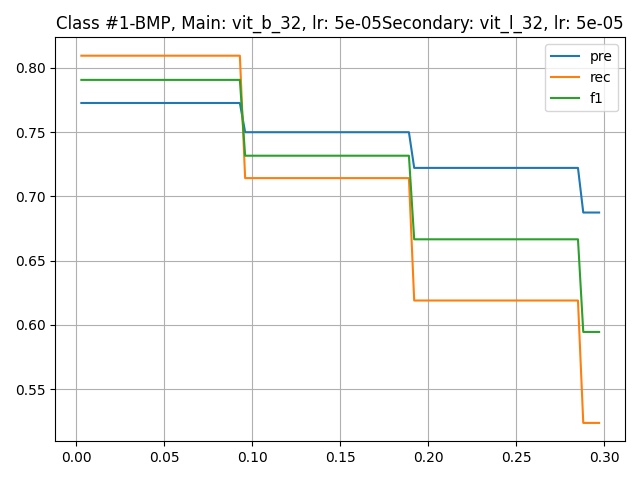 Class #1-BMP, Main: vit_b_32, lr: 5e-05Secondary: vit_l_32, lr: 5e-05
pre
rec
f1
0.80
0.75
0.70
0.65
0.60
0.55
0.00 0.05 0.10 0.15 0.20 0.25 0.30